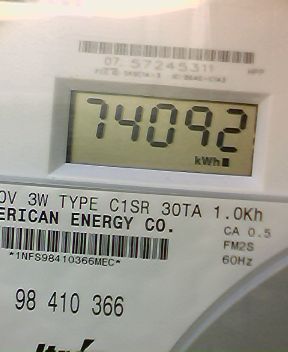 07 57245311
74092
kWh
0V 3W TYPE C1SR 30TA 1.0Kh
ERICAN ENERGY CO.
CA 0.5
FM2S
60Hz
*1NFS98410366MEC*
98 410 366